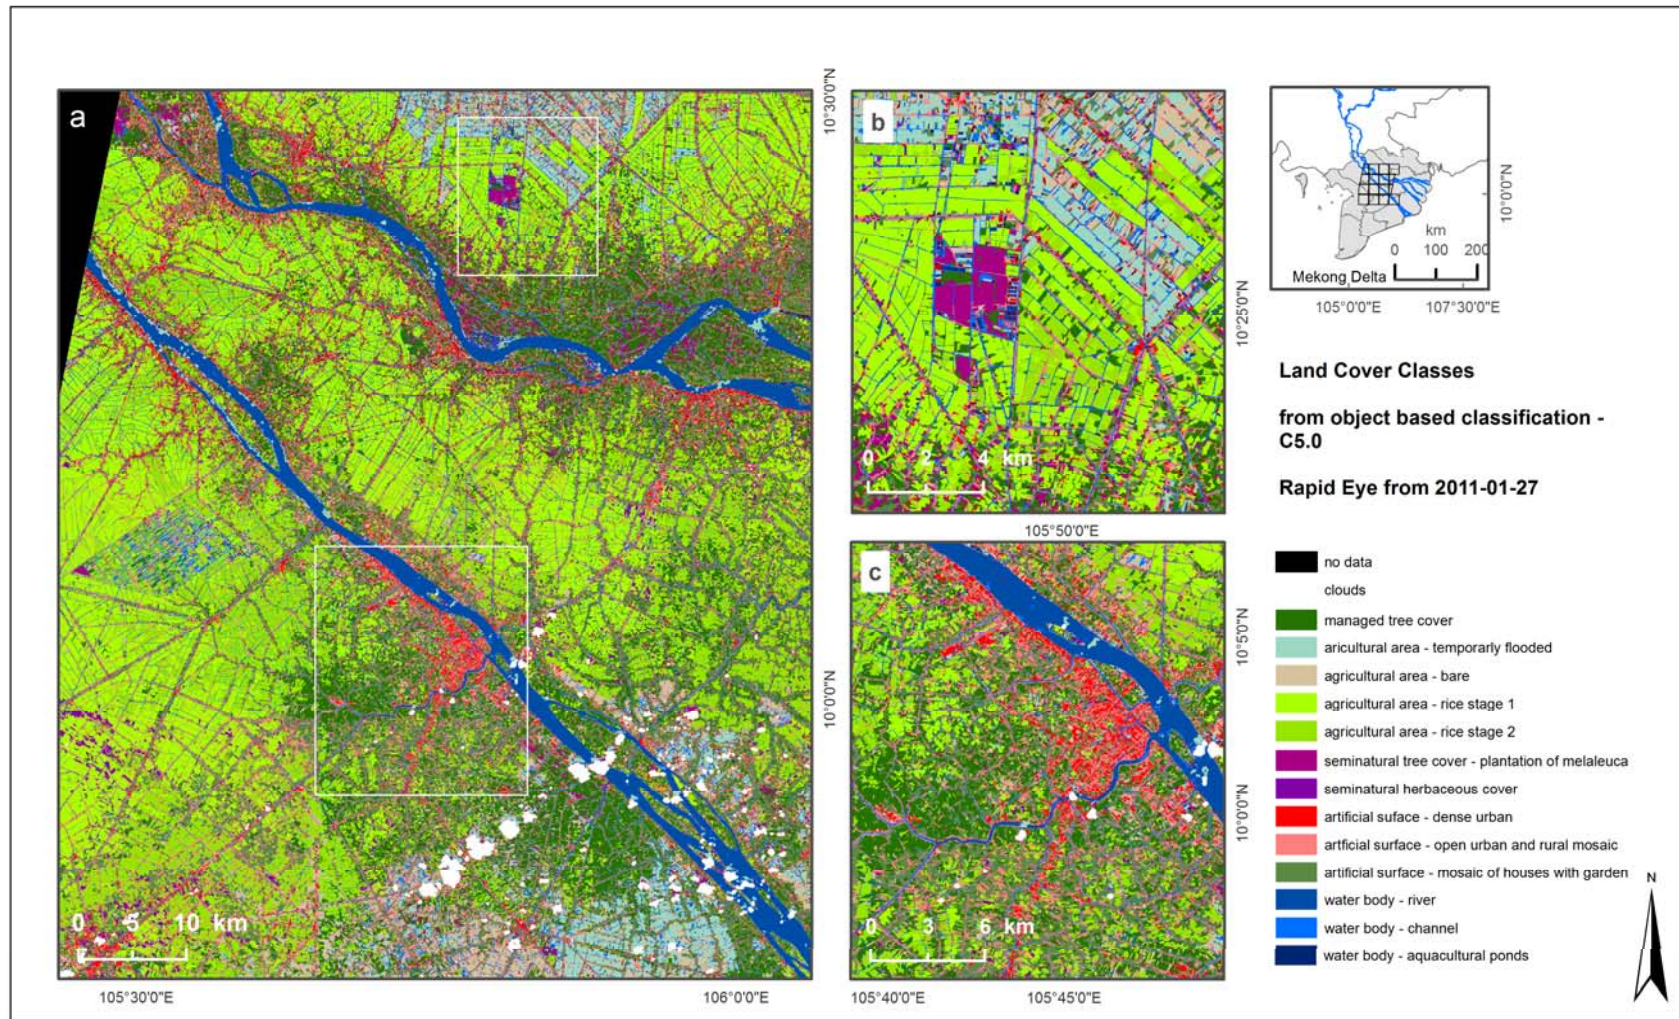 a
0 5 10 km
105°30'0"E
106°0'0"E
10°30'0"N
10°0'0"N
b
0 2 4 km
10°25'0"N
105°50'0"E
c
0 3 6 km
10°5'0"N
10°0'0"N
105°40'0"E
105°45'0"E
km
0 100 200
Mekong Delta
10°0'0"N
105°0'0"E
107°30'0"E
Land Cover Classes
from object based classification -
C5.0
Rapid Eye from 2011-01-27
no data
clouds
managed tree cover
aricultural area - temporarly flooded
agricultural area - bare
agricultural area - rice stage 1
agricultural area - rice stage 2
seminatural tree cover - plantation of melaleuca
seminatural herbaceous cover
artificial suface - dense urban
artficial surface - open urban and rural mosaic
artificial surface - mosaic of houses with garden
water body - river
water body - channel
water body - aquacultural ponds
N